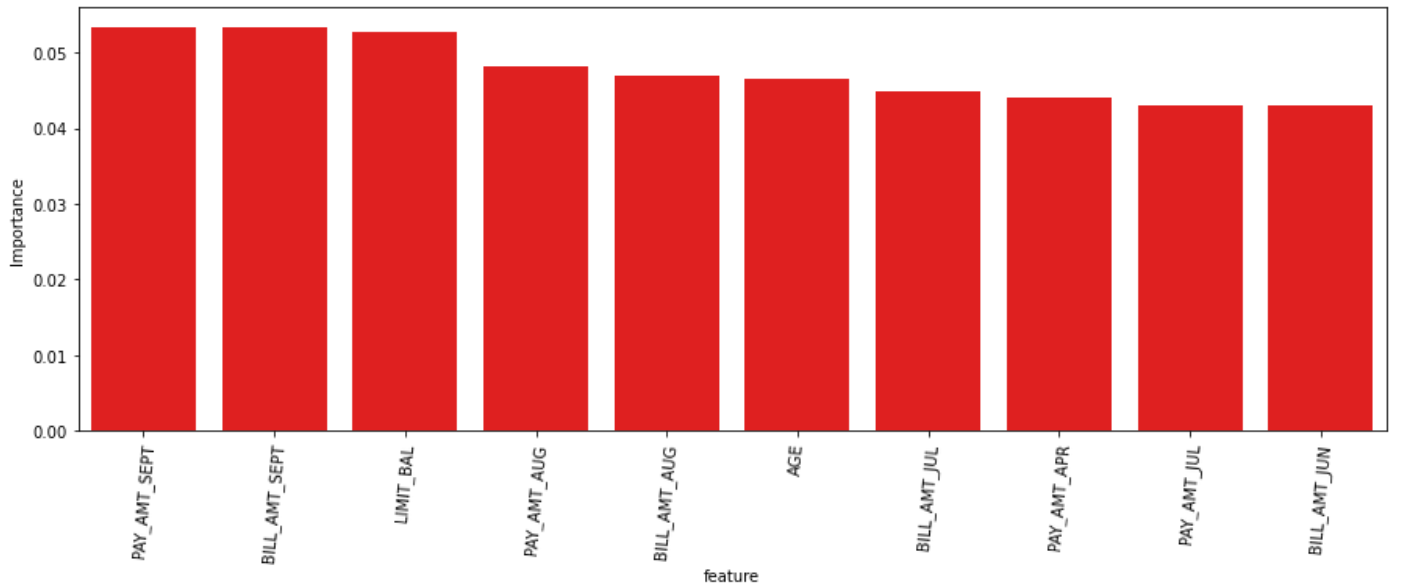 Importance
0.05
0.04
0.03
0.02
0.01
0.00
PAY_AMT_SEPT
BILL_AMT_SEPT
LIMIT_BAL
PAY_AMT_AUG
BILL_AMT_AUG
AGE
BILL_AMT_JUL
PAY_AMT_APR
PAY_AMT_JUL
BILL_AMT_JUN
feature